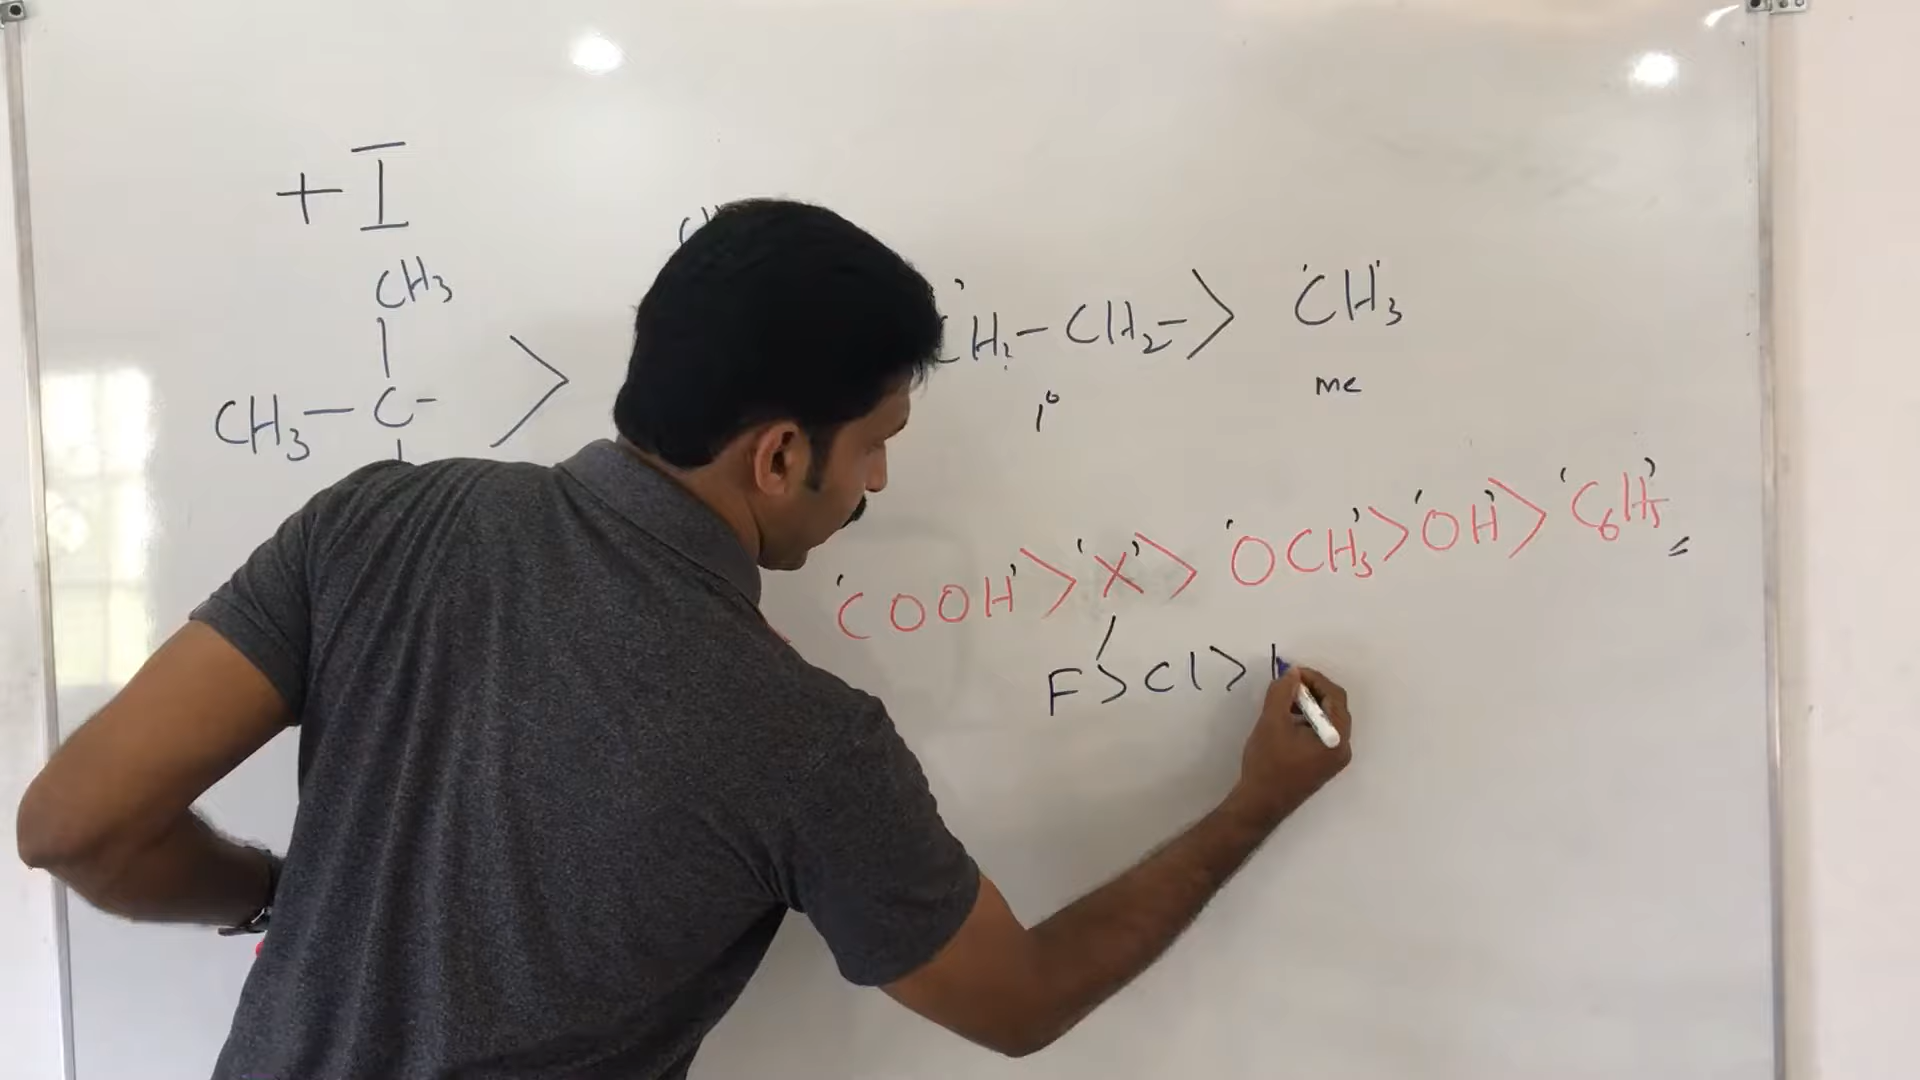 +I
CH3
CH3 — C -  >
CH2 — CH2 - > CH3
1° me
'COOH' > 'X' > 'OCH3' > 'OH' > 'C6H5'
F > Cl >